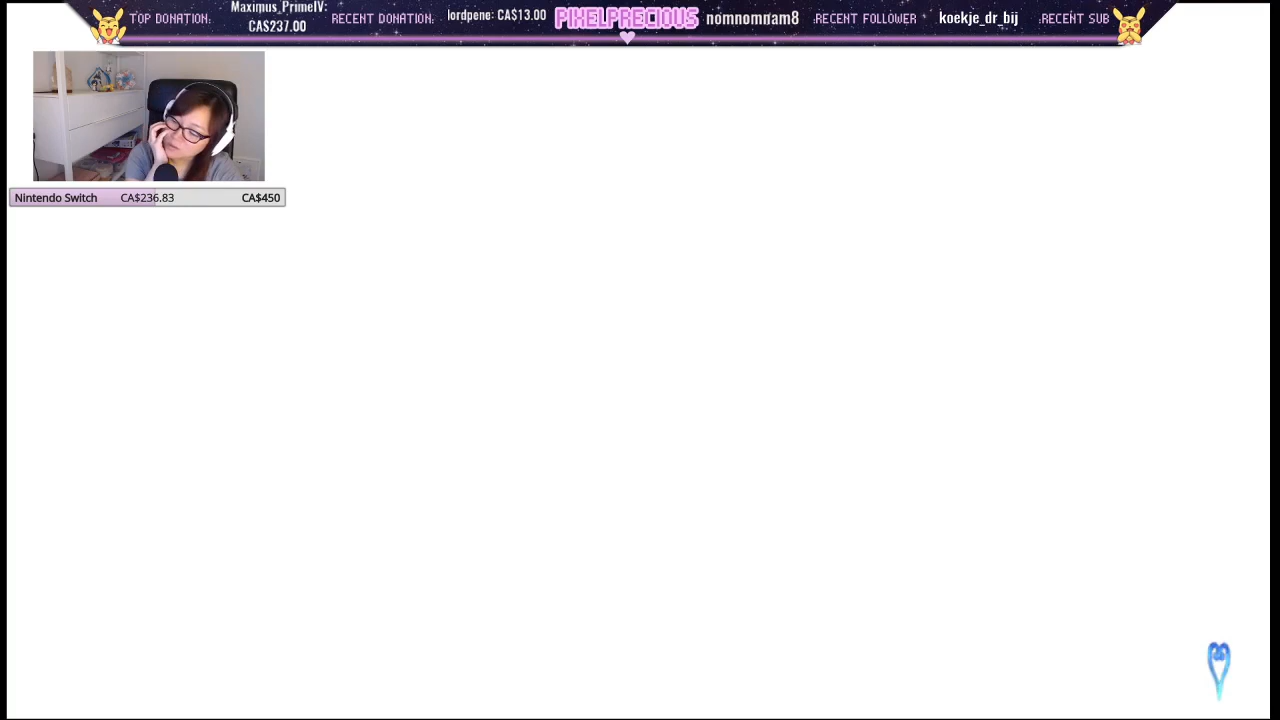 TOP DONATION:
Maximus_PrimeIV:
CA$237.00
RECENT DONATION:
lordpene: CA$13.00
PIXELPRECIOUS
nomnomnam8
.RECENT FOLLOWER
koekje_dr_bij
.RECENT SUB
Nintendo Switch CA$236.83 CA$450